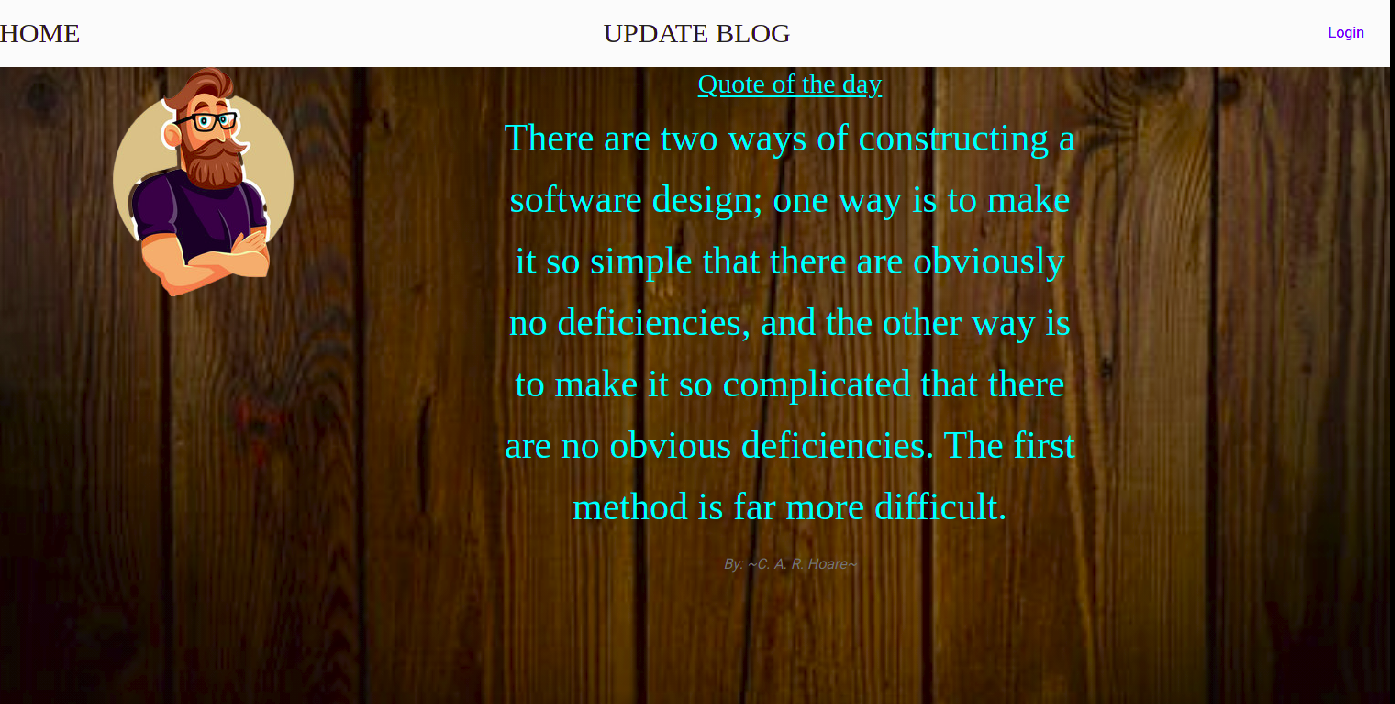 HOME
UPDATE BLOG
Login
Quote of the day
There are two ways of constructing a
software design; one way is to make
it so simple that there are obviously
no deficiencies, and the other way is
to make it so complicated that there
are no obvious deficiencies. The first
method is far more difficult.
By: ~C. A. R. Hoare~